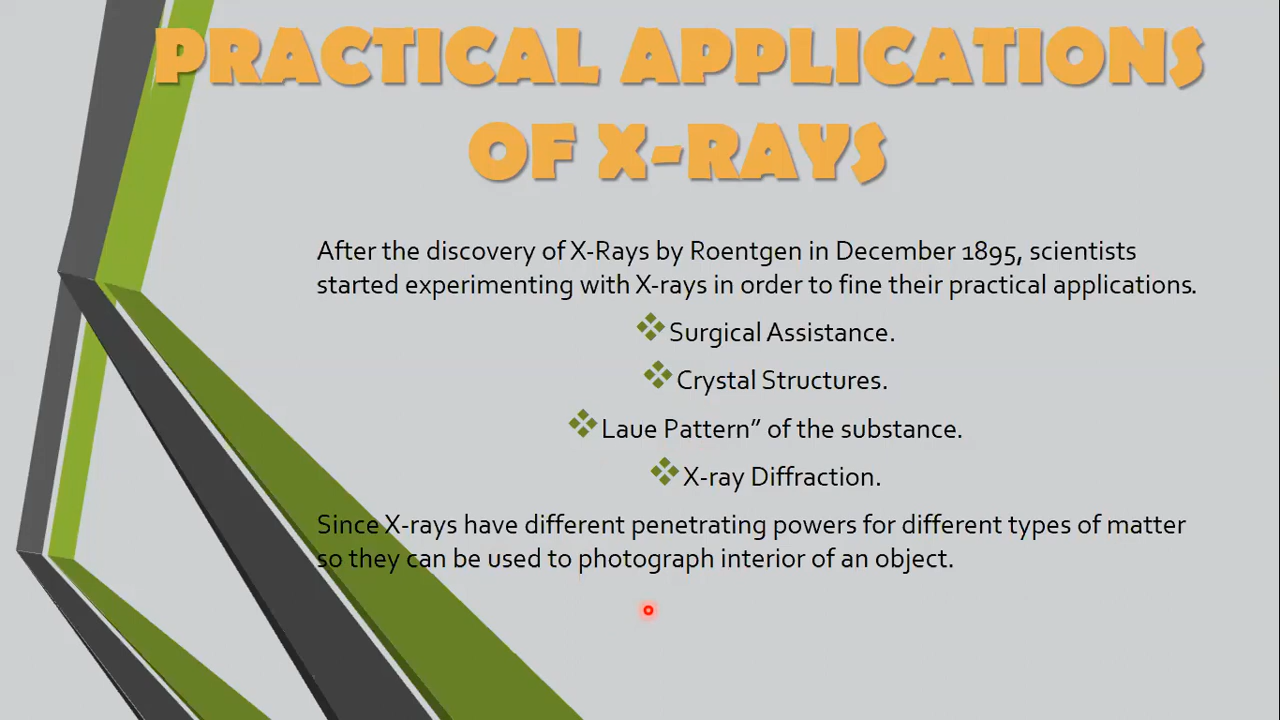 PRACTICAL APPLICATIONS
OF X-RAYS
After the discovery of X-Rays by Roentgen in December 1895, scientists
started experimenting with X-rays in order to fine their practical applications.
Surgical Assistance.
Crystal Structures.
Laue Pattern” of the substance.
X-ray Diffraction.
Since X-rays have different penetrating powers for different types of matter
so they can be used to photograph interior of an object.